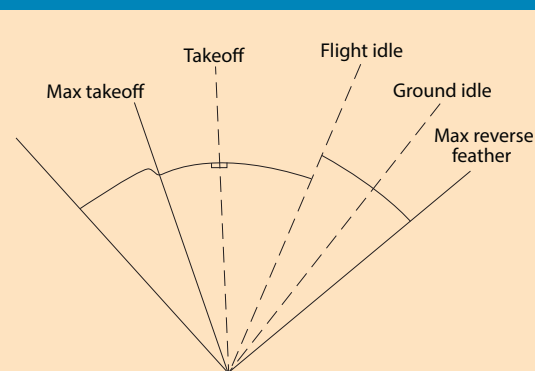 Takeoff
Flight idle
Max takeoff
Ground idle
Max reverse
feather